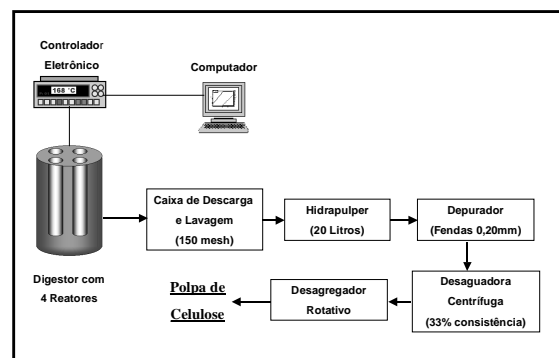 Controlador
Eletrônico
168 °C
Computador
Caixa de Descarga
e Lavagem
(150 mesh)
Hidrapulper
(20 Litros)
Depurador
(Fendas 0,20mm)
Digestor com
4 Reatores
Polpa de
Celulose
Desagregador
Rotativo
Desaguadora
Centrífuga
(33% consistência)